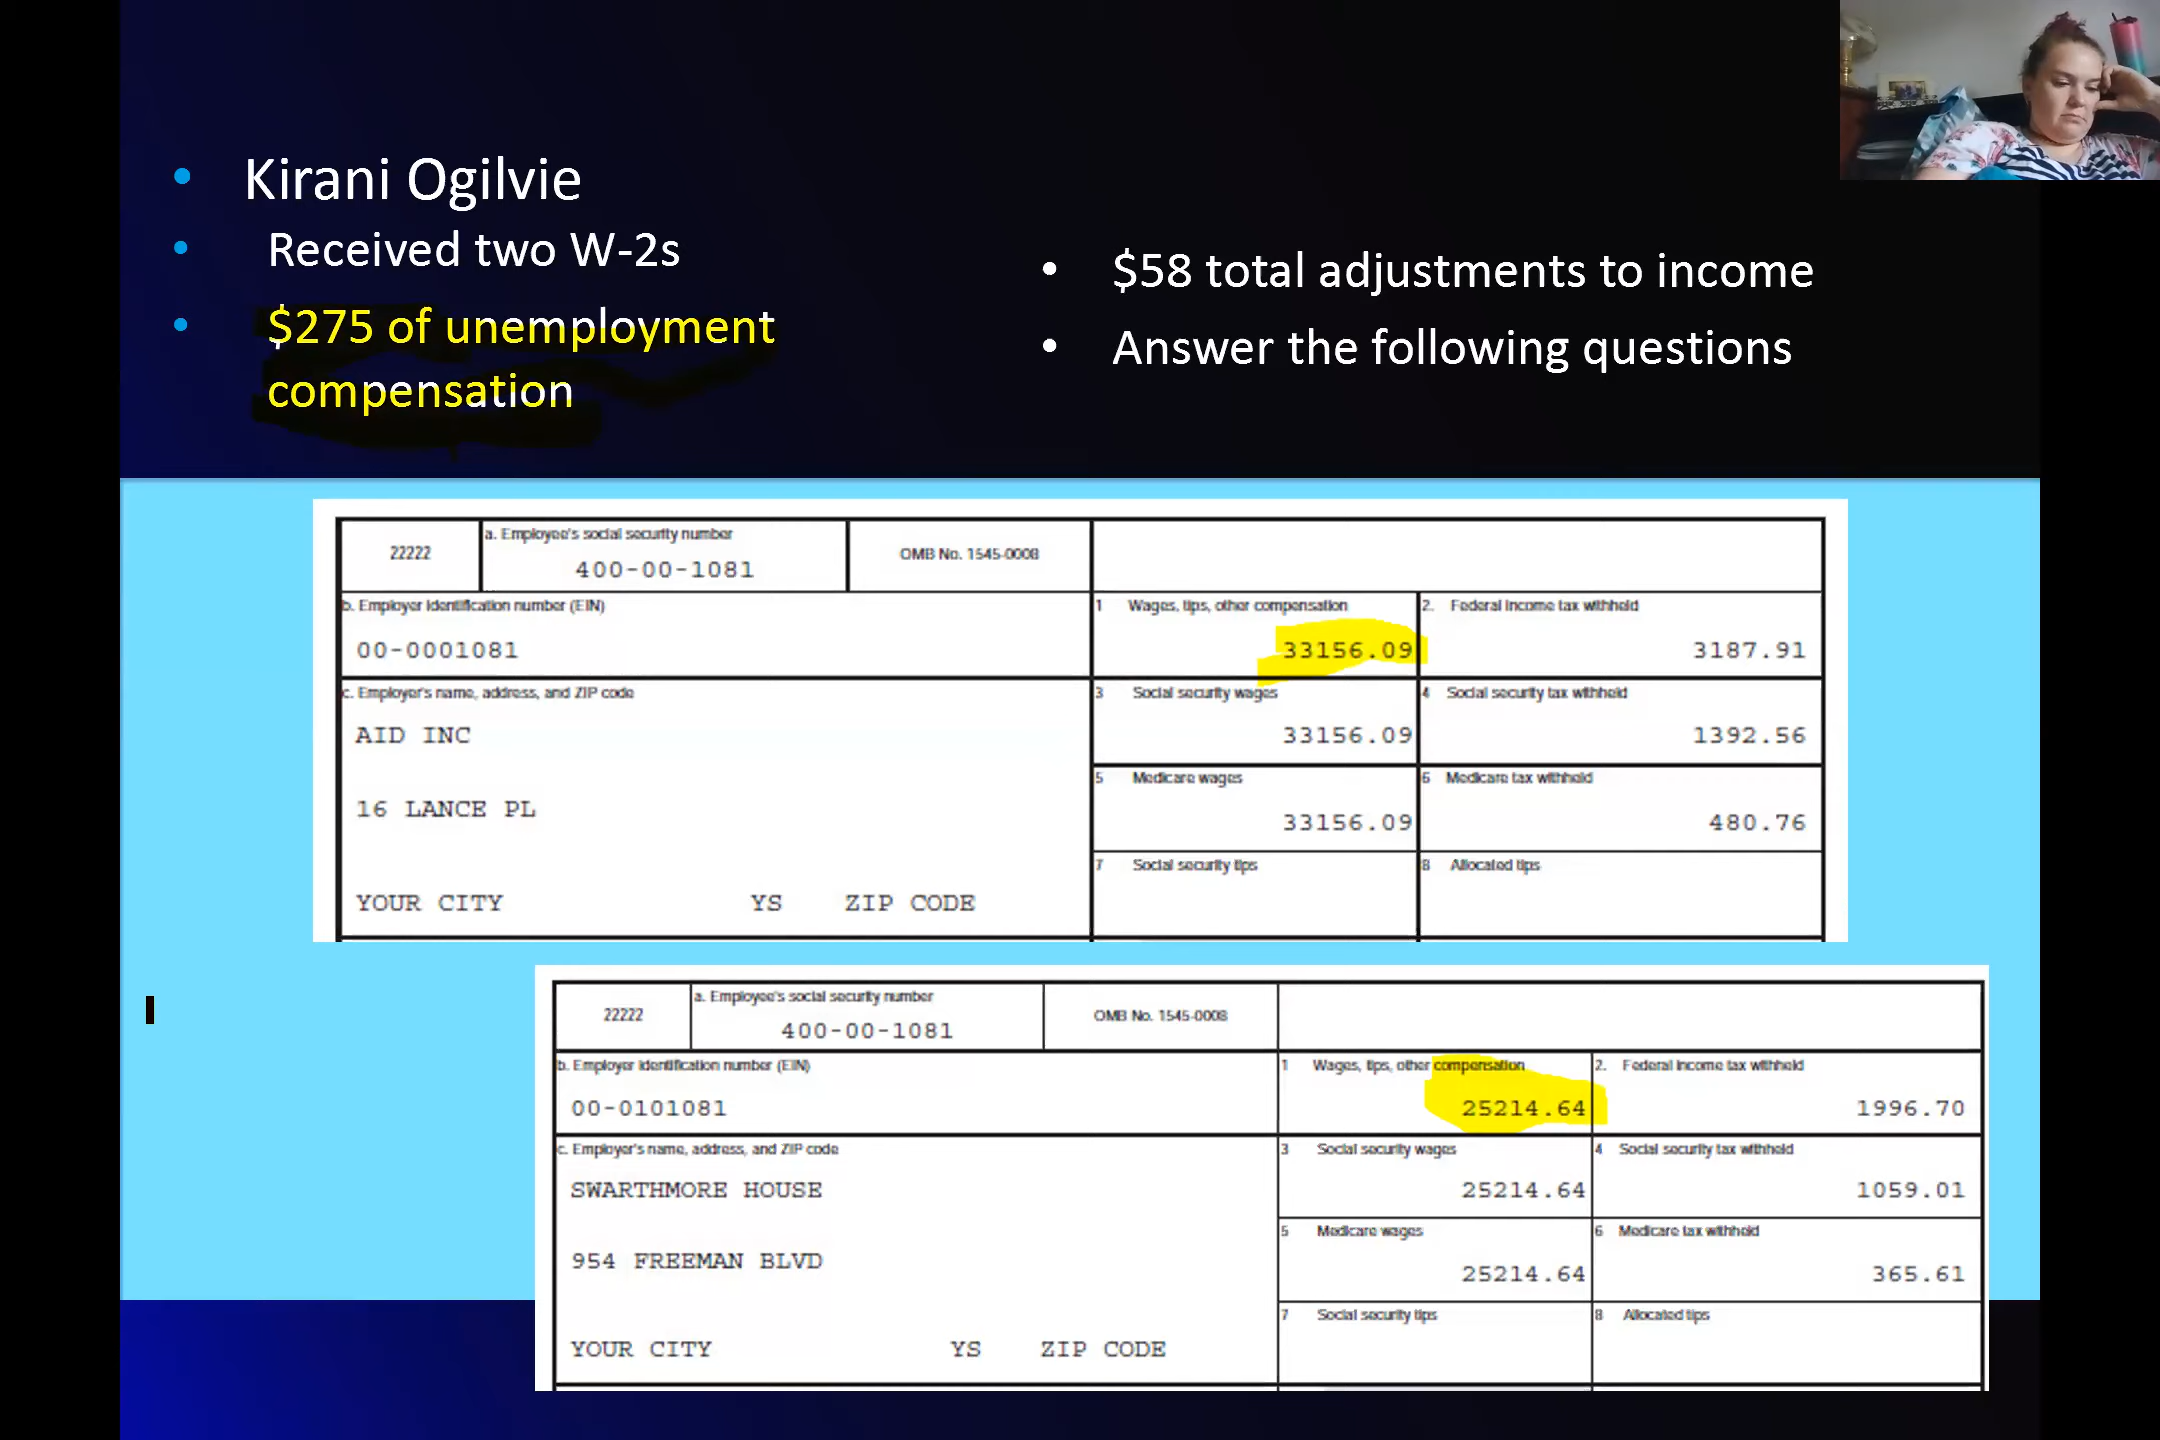 Kirani Ogilvie
Received two W-2s
$275 of unemployment
compensation
$58 total adjustments to income
Answer the following questions
22222
a. Employee's social security number
400-00-1081
OMB No. 1545-0008
b. Employer identification number (EIN)
00-0001081
1 Wages, tips, other compensation
33156.09
2. Federal income tax withheld
3187.91
c. Employer's name, address, and ZIP code
AID INC
16 LANCE PL
YOUR CITY YS ZIP CODE
3 Social security wages
33156.09
4 Social security tax withheld
1392.56
5 Medicare wages
33156.09
6 Medicare tax withheld
480.76
7 Social security tips
8 Allocated tips
22222
a. Employee's social security number
400-00-1081
OMB No. 1545-0008
b. Employer identification number (EIN)
00-0101081
1 Wages, tips, other compensation
25214.64
2. Federal income tax withheld
1996.70
c. Employer's name, address, and ZIP code
SWARTHMORE HOUSE
954 FREEMAN BLVD
YOUR CITY YS ZIP CODE
3 Social security wages
25214.64
4 Social security tax withheld
1059.01
5 Medicare wages
25214.64
6 Medicare tax withheld
365.61
7 Social security tips
8 Allocated tips